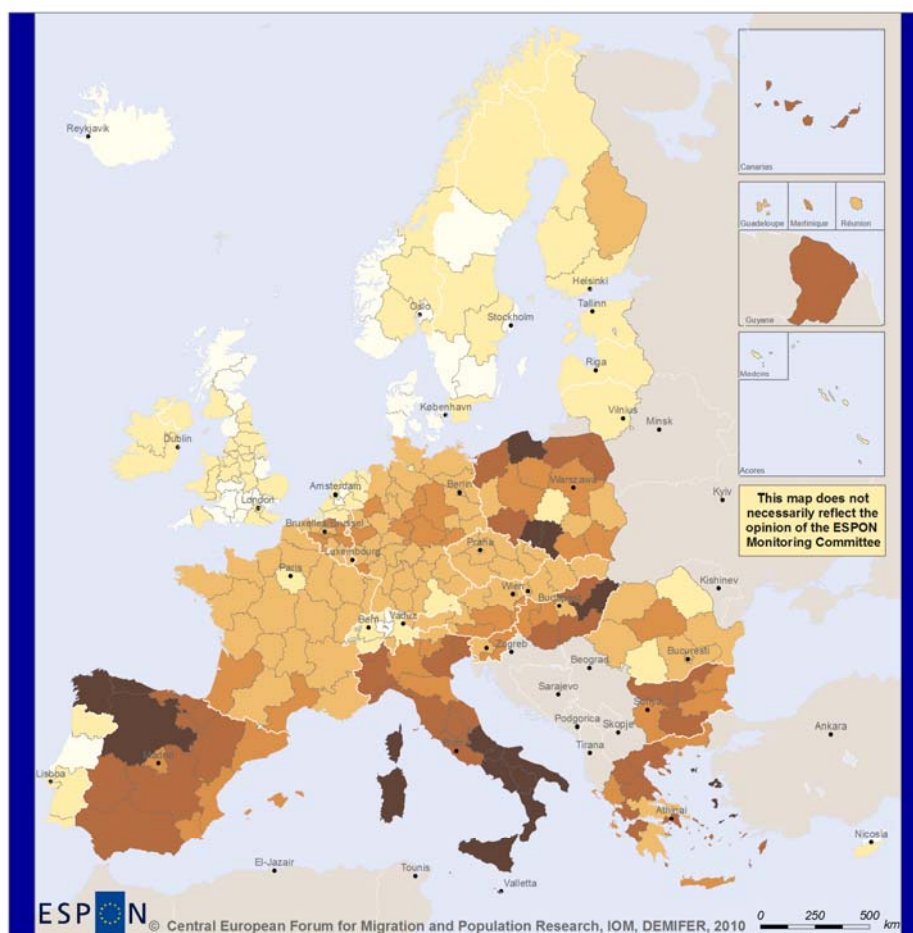 Reykjavik
Canarias
Guadeloupe
Martinique
Réunion
Guyane
Helsinki
Oslo
Tallinn
Stockholm
Riga
Madeira
København
Vilnius
Minsk
Dublin
Acores
Amsterdam
Berlin
Warszawa
London
Kyiv
This map does not
necessarily reflect the
opinion of the ESPON
Monitoring Committee
Bruxelles/Brussel
Praha
Luxembourg
Paris
Wien
Kishinev
Bern
Vaduz
Zagreb
Bucuresti
Beograd
Sarajevo
Podgorica
Skopje
Ankara
Madrid
Tirana
Lisboa
Athinai
Nicosia
El-Jazair
Tounis
Valletta
ESPON
© Central European Forum for Migration and Population Research, IOM, DEMIFER, 2010
0 250 500
km